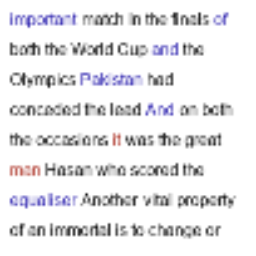 important match in the finals of
both the World Cup and the
Olympics Pakistan had
conceded the lead And on both
the occasions it was the great
man Hasan who scored the
equaliser Another vital property
of an immortal is to change or